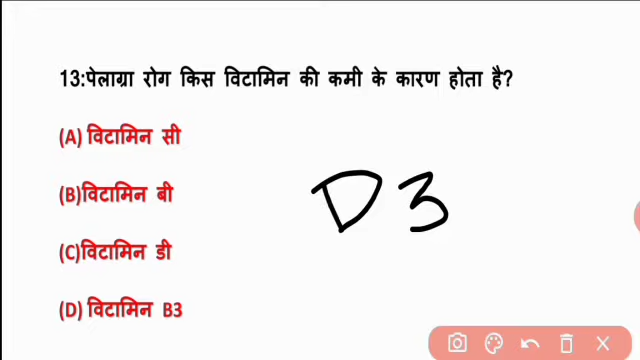 13:पेलाग्रा रोग किस विटामिन की कमी के कारण होता है?
(A) विटामिन सी
(B)विटामिन बी
D3
(C)विटामिन डी
(D) विटामिन B3